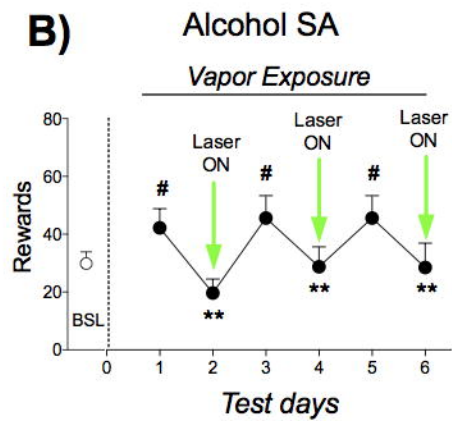 B)
Alcohol SA
Vapor Exposure
80
60
40
20
0
Rewards
BSL
#
Laser
ON
**
#
Laser
ON
**
#
Laser
ON
**
0 1 2 3 4 5 6
Test days